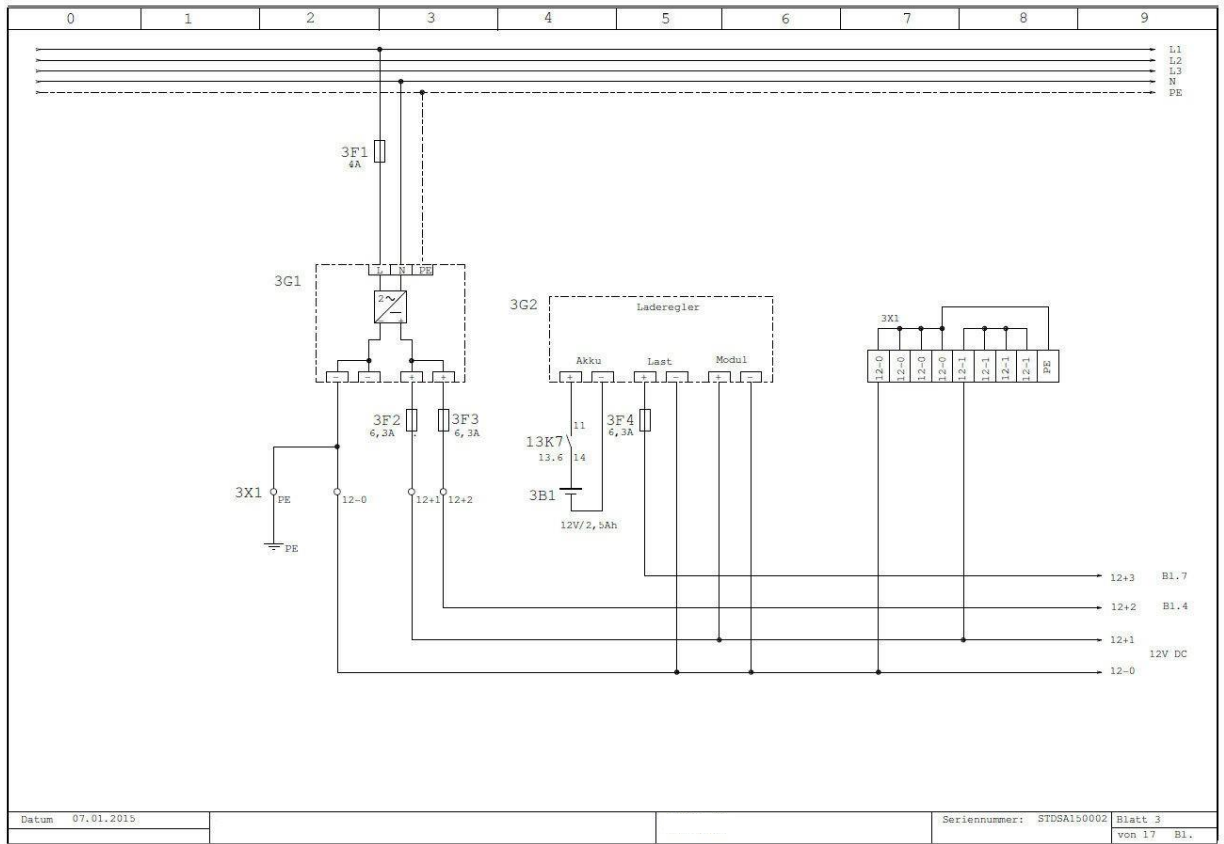 0 1 2 3 4 5 6 7 8 9
L1
L2
L3
N
PE
3F1
4A
3G1
L N PE
2
- +
- - + +
3G2
Laderegler
Akku Last Modul
+ - + - + -
3X1
12-0 12-0 12-0 12-0 12-1 12-1 12-1 12-1 PE
3F2
6,3A
3F3
6,3A
3F4
6,3A
13K7
13.6
11
14
3X1
PE
12-0
12+1
12+2
3B1
12V/2,5Ah
PE
12+3 Bl.7
12+2 Bl.4
12+1
12V DC
12-0
Datum 07.01.2015
Seriennummer: STDSA150002
Blatt 3
von 17 Bl.